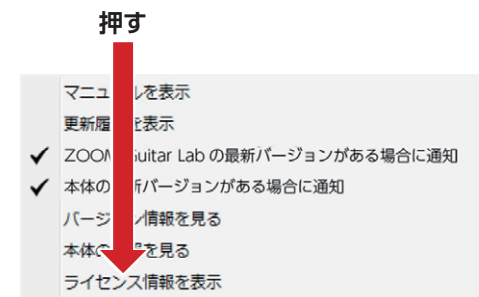 押す
マニュ ルを表示
更新履 を表示
✓ ZOOM Guitar Lab の最新バージョンがある場合に通知
✓ 本体の 新バージョンがある場合に通知
バージ ン情報を見る
本体の 報を見る
ライセンス情報を表示